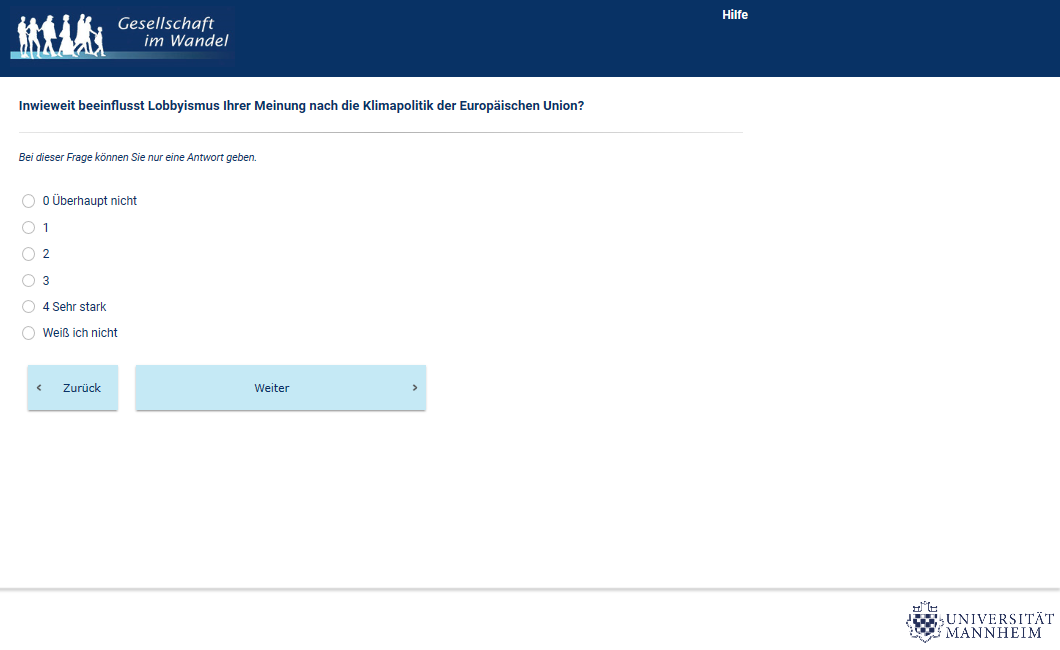 Gesellschaft
im Wandel
Hilfe
Inwieweit beeinflusst Lobbyismus Ihrer Meinung nach die Klimapolitik der Europäischen Union?
Bei dieser Frage können Sie nur eine Antwort geben.
0 Überhaupt nicht
1
2
3
4 Sehr stark
Weiß ich nicht
Zurück
Weiter
UNIVERSITÄT
MANNHEIM